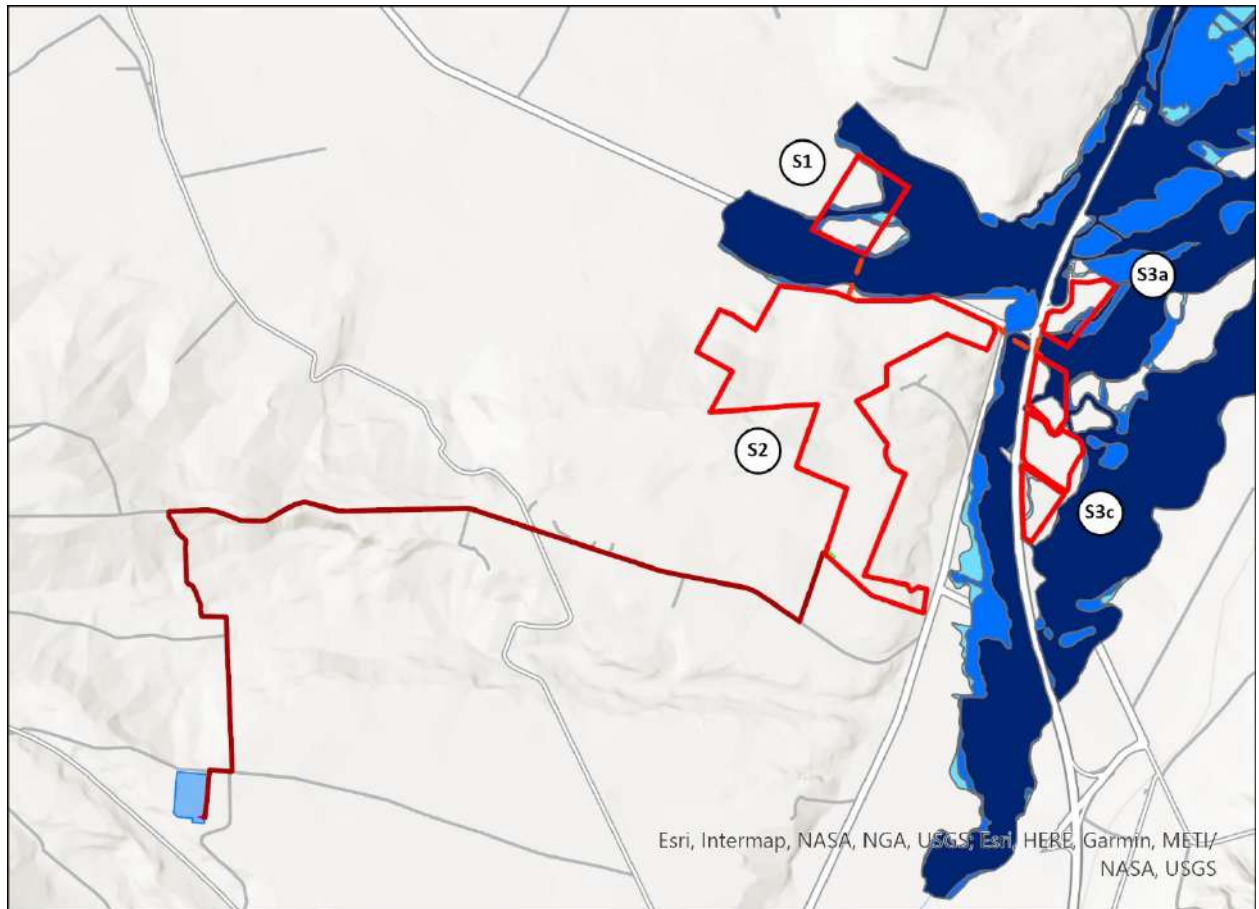 S1
S3a
S2
S3c
Esri, Intermap, NASA, NGA, USGS; Esri, HERE, Garmin, METI/
NASA, USGS